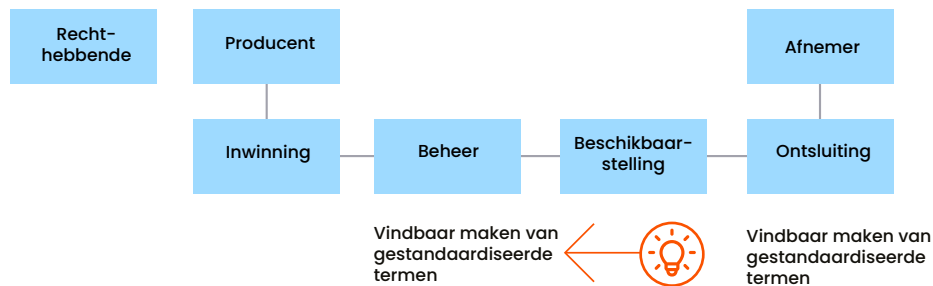 Recht-
hebbende
Producent
Afnemer
Inwinning
Beheer
Beschikbaar-
stelling
Ontsluiting
Vindbaar maken van
gestandaardiseerde
termen
Vindbaar maken van
gestandaardiseerde
termen